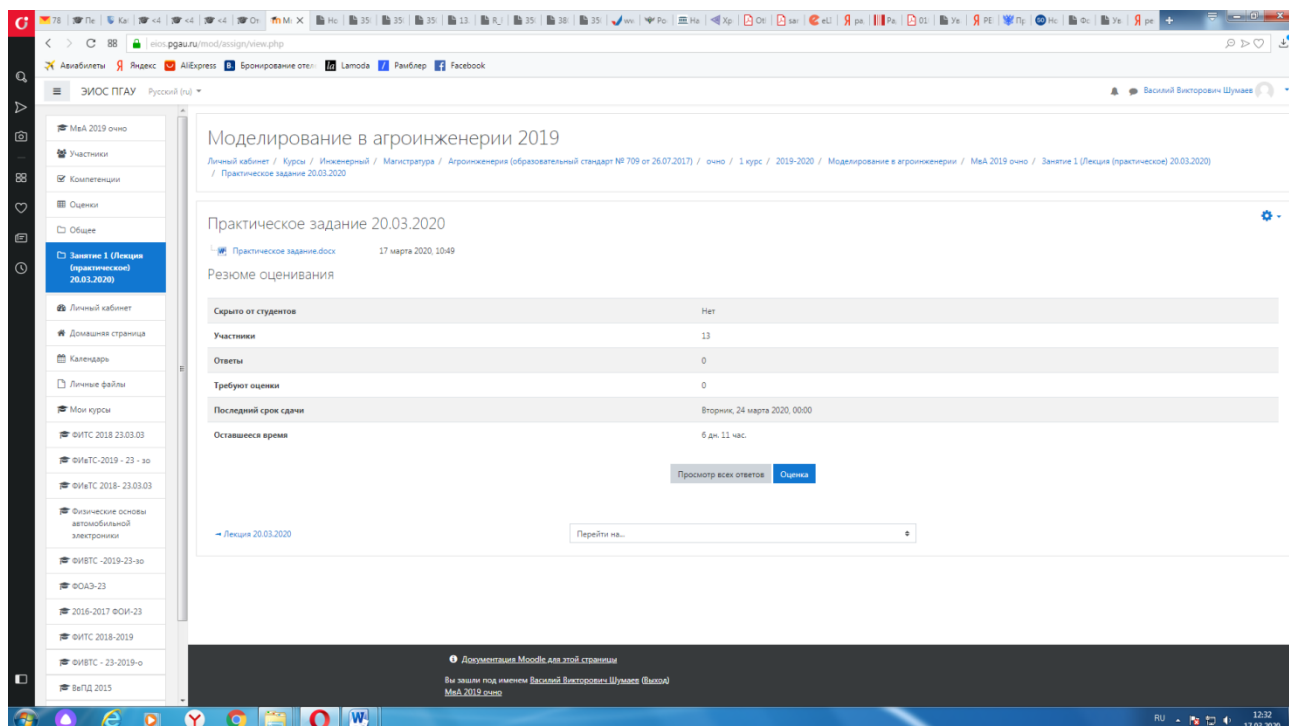 eios.pgau.ru/mod/assign/view.php
Авиабилеты Яндекс AliExpress Бронирование отел Lamoda Рамблер Facebook
ЭИОС ПГАУ Русский (ru) Василий Викторович Шумаев
МвА 2019 очно
Участники
Компетенции
Оценки
Общее
Занятие 1 (Лекция
(практическое)
20.03.2020)
Личный кабинет
Домашняя страница
Календарь
Личные файлы
Мои курсы
ФИТС 2018 23.03.03
ФИвТС-2019 - 23 - зо
ФИвТС 2018- 23.03.03
Физические основы
автомобильной
электроники
ФИВТС -2019-23-зо
ФОАЭ-23
2016-2017 ФОИ-23
ФИТС 2018-2019
ФИВТС - 23-2019-о
ВвПД 2015
Моделирование в агроинженерии 2019
Личный кабинет / Курсы / Инженерный / Магистратура / Агроинженерия (образовательный стандарт № 709 от 26.07.2017) / очно / 1 курс / 2019-2020 / Моделирование в агроинженерии / МвА 2019 очно / Занятие 1 (Лекция (практическое) 20.03.2020)
/ Практическое задание 20.03.2020
Практическое задание 20.03.2020
Практическое задание.docx 17 марта 2020, 10:49
Резюме оценивания
Скрыто от студентов Нет
Участники 13
Ответы 0
Требуют оценки 0
Последний срок сдачи Вторник, 24 марта 2020, 00:00
Оставшееся время 6 дн. 11 час.
Просмотр всех ответов Оценка
→ Лекция 20.03.2020 Перейти на...
Документация Moodle для этой страницы
Вы зашли под именем Василий Викторович Шумаев (Выход)
МвА 2019 очно
RU 12:32
17.03.2020